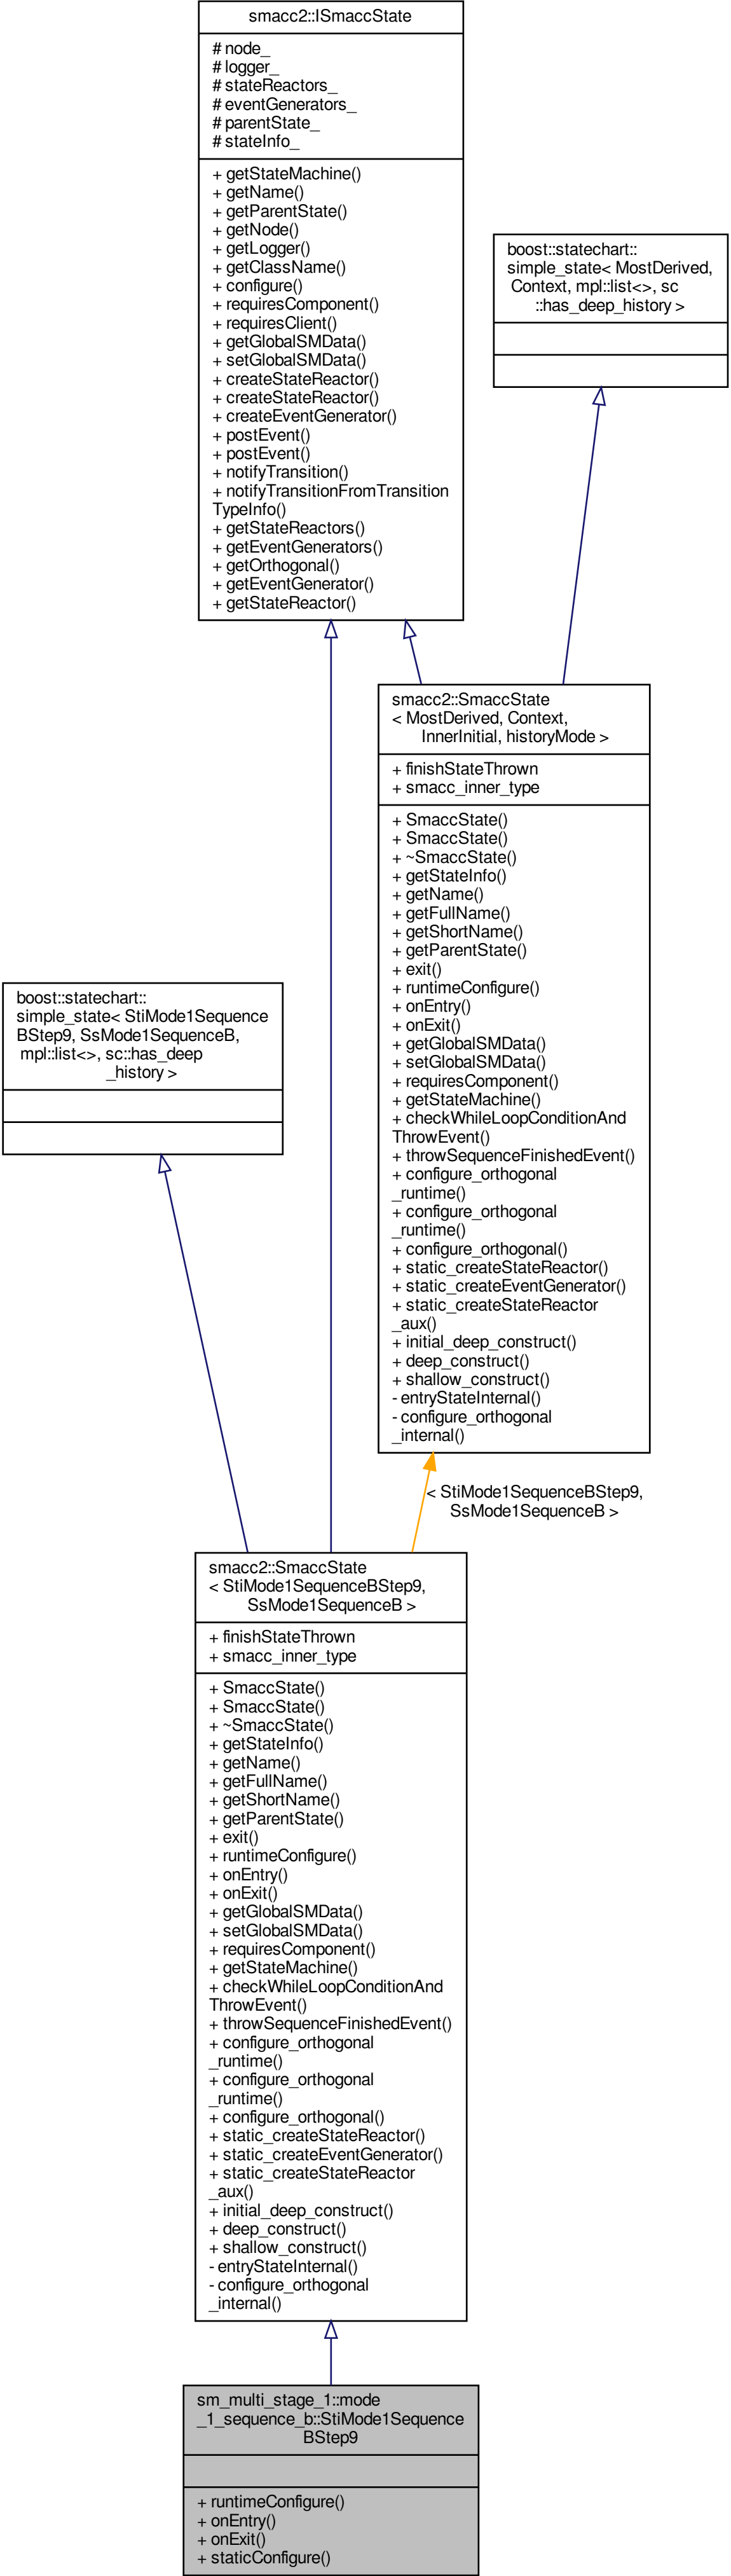 smacc2::ISmaccState
# node_
# logger_
# stateReactors_
# eventGenerators_
# parentState_
# stateInfo_
+ getStateMachine()
+ getName()
+ getParentState()
+ getNode()
+ getLogger()
+ getClassName()
+ configure()
+ requiresComponent()
+ requiresClient()
+ getGlobalSMData()
+ setGlobalSMData()
+ createStateReactor()
+ createStateReactor()
+ createEventGenerator()
+ postEvent()
+ postEvent()
+ notifyTransition()
+ notifyTransitionFromTransition
TypeInfo()
+ getStateReactors()
+ getEventGenerators()
+ getOrthogonal()
+ getEventGenerator()
+ getStateReactor()
boost::statechart::
simple_state< MostDerived,
Context, mpl::list<>, sc
::has_deep_history >
smacc2::SmaccState
< MostDerived, Context,
InnerInitial, historyMode >
+ finishStateThrown
+ smacc_inner_type
+ SmaccState()
+ SmaccState()
+ ~SmaccState()
+ getStateInfo()
+ getName()
+ getFullName()
+ getShortName()
+ getParentState()
+ exit()
+ runtimeConfigure()
+ onEntry()
+ onExit()
+ getGlobalSMData()
+ setGlobalSMData()
+ requiresComponent()
+ getStateMachine()
+ checkWhileLoopConditionAnd
ThrowEvent()
+ throwSequenceFinishedEvent()
+ configure_orthogonal
_runtime()
+ configure_orthogonal
_runtime()
+ configure_orthogonal()
+ static_createStateReactor()
+ static_createEventGenerator()
+ static_createStateReactor
_aux()
+ initial_deep_construct()
+ deep_construct()
+ shallow_construct()
- entryStateInternal()
- configure_orthogonal
_internal()
boost::statechart::
simple_state< StiMode1Sequence
BStep9, SsMode1SequenceB,
mpl::list<>, sc::has_deep
_history >
< StiMode1SequenceBStep9,
SsMode1SequenceB >
smacc2::SmaccState
< StiMode1SequenceBStep9,
SsMode1SequenceB >
+ finishStateThrown
+ smacc_inner_type
+ SmaccState()
+ SmaccState()
+ ~SmaccState()
+ getStateInfo()
+ getName()
+ getFullName()
+ getShortName()
+ getParentState()
+ exit()
+ runtimeConfigure()
+ onEntry()
+ onExit()
+ getGlobalSMData()
+ setGlobalSMData()
+ requiresComponent()
+ getStateMachine()
+ checkWhileLoopConditionAnd
ThrowEvent()
+ throwSequenceFinishedEvent()
+ configure_orthogonal
_runtime()
+ configure_orthogonal
_runtime()
+ configure_orthogonal()
+ static_createStateReactor()
+ static_createEventGenerator()
+ static_createStateReactor
_aux()
+ initial_deep_construct()
+ deep_construct()
+ shallow_construct()
- entryStateInternal()
- configure_orthogonal
_internal()
sm_multi_stage_1::mode
_1_sequence_b::StiMode1Sequence
BStep9
+ runtimeConfigure()
+ onEntry()
+ onExit()
+ staticConfigure()